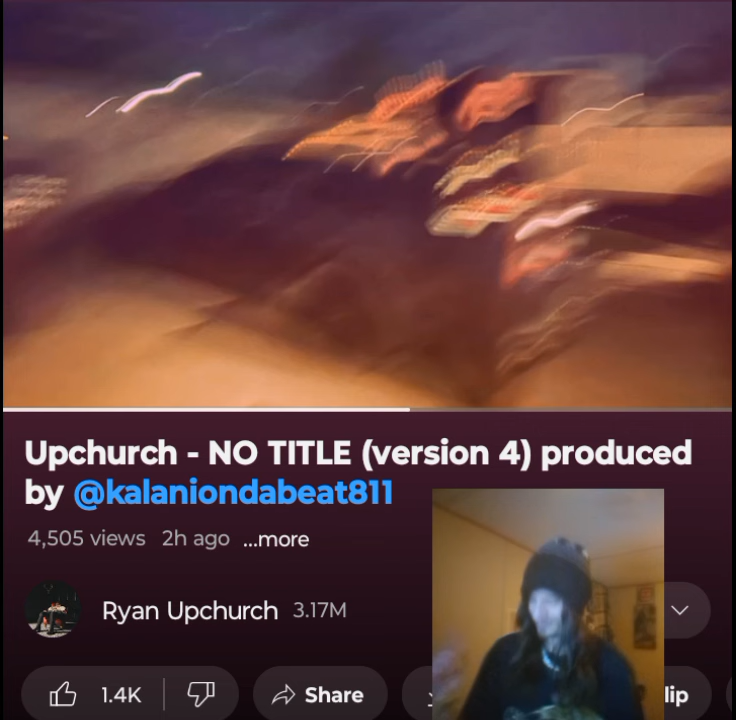 Upchurch - NO TITLE (version 4) produced
by @kalaniondabeat811
4,505 views 2h ago ...more
Ryan Upchurch 3.17M
1.4K Share lip